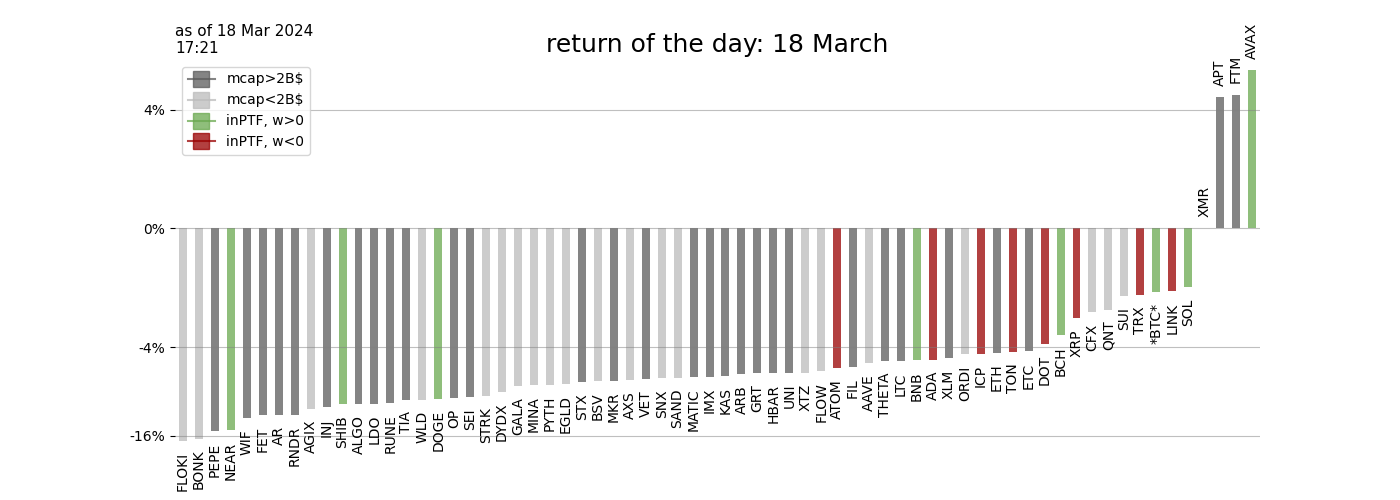 as of 18 Mar 2024
17:21
return of the day: 18 March
mcap>2B$
mcap<2B$
inPTF, w>0
inPTF, w<0
4%
0%
-4%
-16%
FLOKI
BONK
PEPE
NEAR
WIF
FET
AR
RNDR
AGIX
INJ
SHIB
ALGO
LDO
RUNE
TIA
WLD
DOGE
OP
SEI
STRK
DYDX
GALA
MINA
PYTH
EGLD
STX
BSV
MKR
AXS
VET
SNX
SAND
MATIC
IMX
KAS
ARB
GRT
HBAR
UNI
XTZ
FLOW
ATOM
FIL
AAVE
THETA
LTC
BNB
ADA
XLM
ORDI
ICP
ETH
TON
ETC
DOT
BCH
XRP
CFX
QNT
SUI
TRX
*BTC*
LINK
SOL
XMR
APT
FTM
AVAX